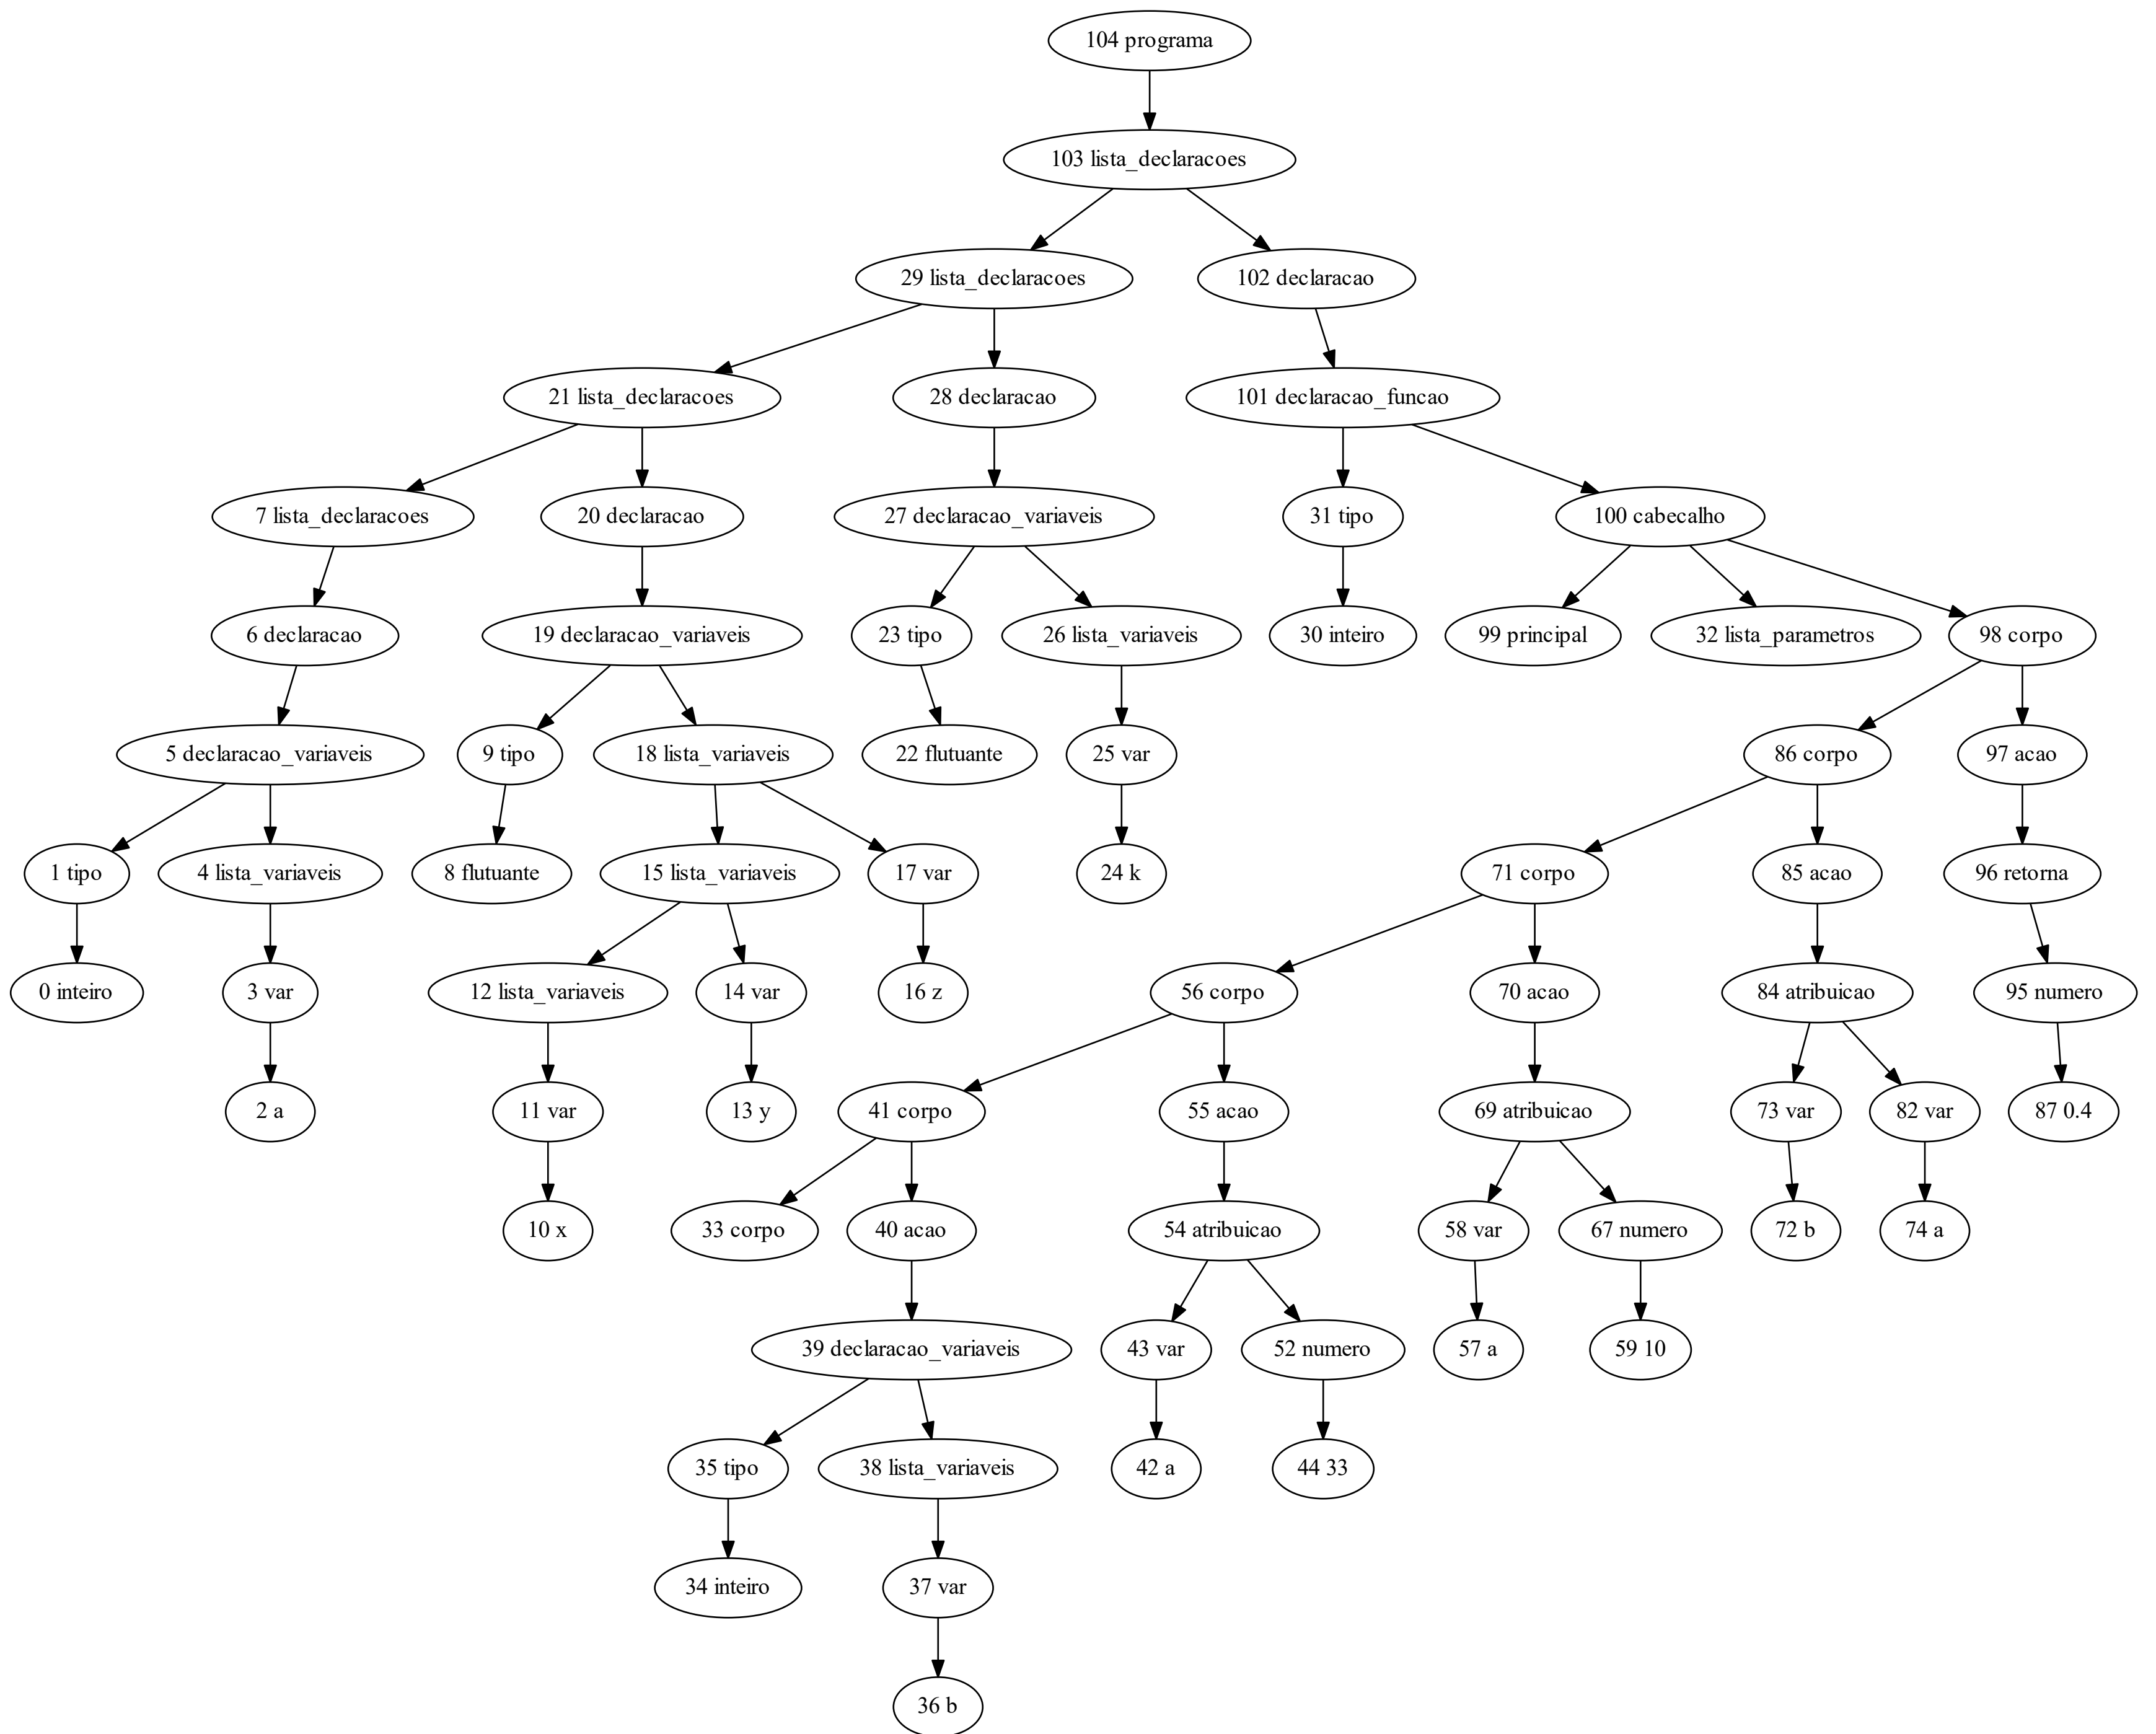 104 programa
103 lista_declaracoes
29 lista_declaracoes
102 declaracao
21 lista_declaracoes
28 declaracao
101 declaracao_funcao
7 lista_declaracoes
20 declaracao
27 declaracao_variaveis
31 tipo
100 cabecalho
6 declaracao
19 declaracao_variaveis
23 tipo
26 lista_variaveis
30 inteiro
99 principal
32 lista_parametros
98 corpo
5 declaracao_variaveis
9 tipo
18 lista_variaveis
22 flutuante
25 var
86 corpo
97 acao
1 tipo
4 lista_variaveis
8 flutuante
15 lista_variaveis
17 var
24 k
71 corpo
85 acao
96 retorna
0 inteiro
3 var
12 lista_variaveis
14 var
16 z
56 corpo
70 acao
84 atribuicao
95 numero
2 a
11 var
13 y
41 corpo
55 acao
69 atribuicao
73 var
82 var
87 0.4
10 x
33 corpo
40 acao
54 atribuicao
58 var
67 numero
72 b
74 a
39 declaracao_variaveis
43 var
52 numero
57 a
59 10
35 tipo
38 lista_variaveis
42 a
44 33
34 inteiro
37 var
36 b